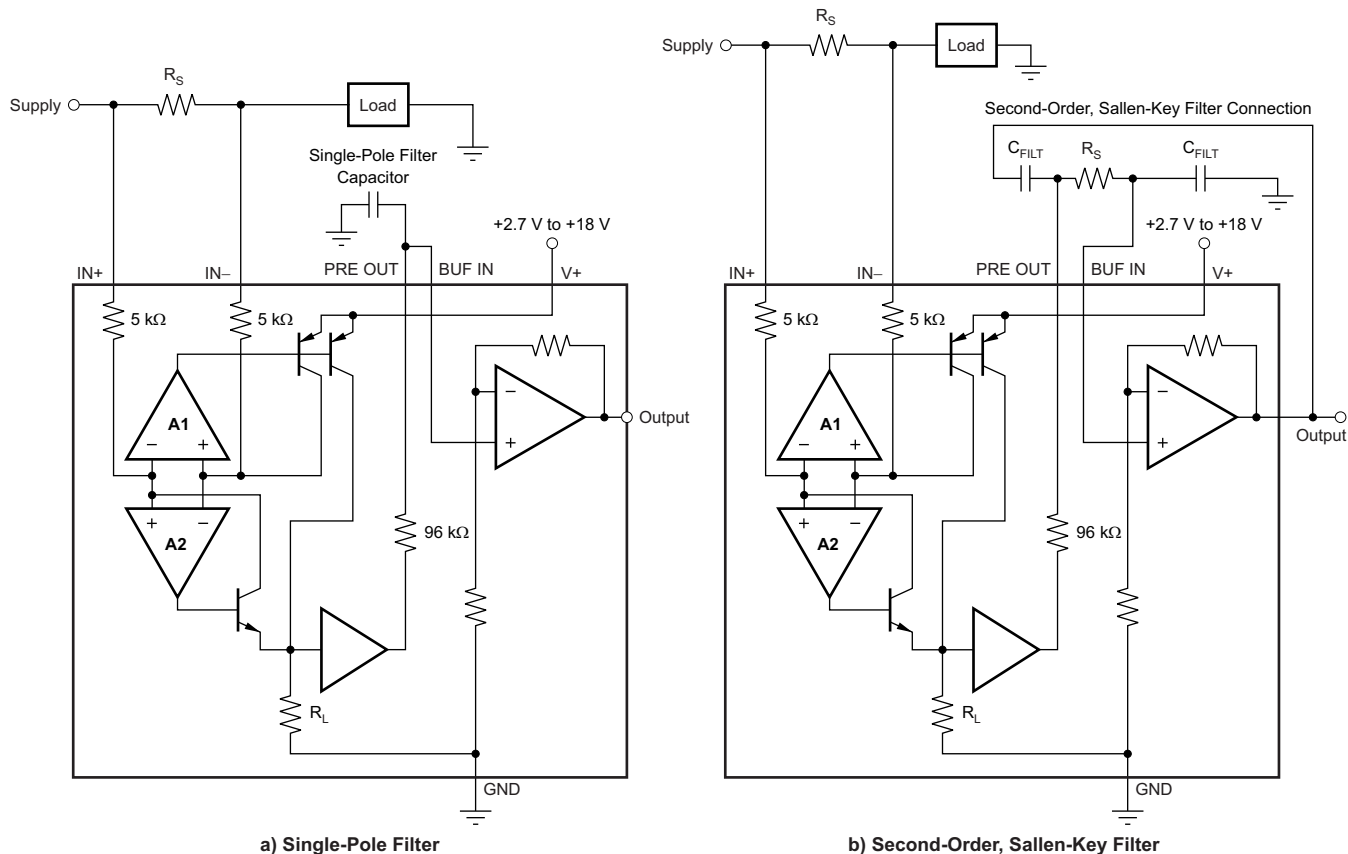 R_S
Supply
Load
Single-Pole Filter
Capacitor
+2.7 V to +18 V
IN+
IN–
PRE OUT
BUF IN
V+
5 kΩ
5 kΩ
A1
–
+
–
+
Output
+
–
A2
96 kΩ
R_L
GND
a) Single-Pole Filter
R_S
Supply
Load
Second-Order, Sallen-Key Filter Connection
C_FILT
R_S
C_FILT
+2.7 V to +18 V
IN+
IN–
PRE OUT
BUF IN
V+
5 kΩ
5 kΩ
A1
–
+
–
+
Output
+
–
A2
96 kΩ
R_L
GND
b) Second-Order, Sallen-Key Filter